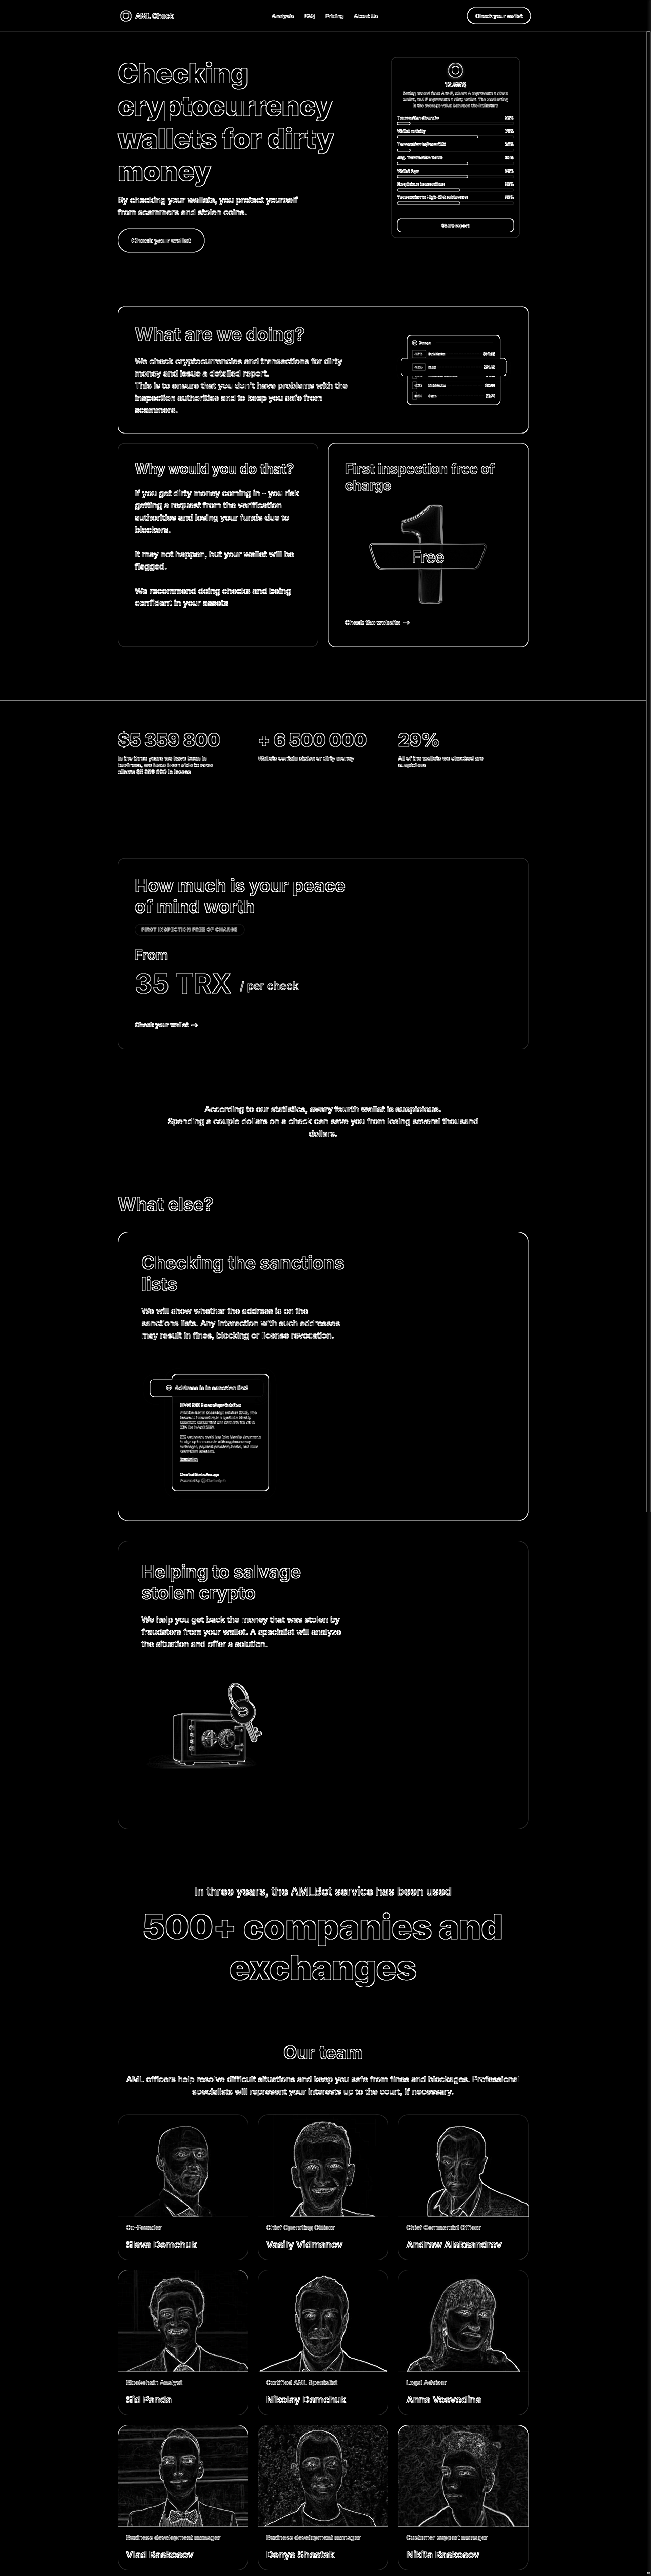 AML Check
Analysis
FAQ
Pricing
About Us
Check your wallet
Checking
cryptocurrency
wallets for dirty
money
By checking your wallets, you protect yourself
from scammers and stolen coins.
Check your wallet
Rating scored from A to F, where A represents a clean
wallet, and F represents a dirty wallet. The total rating
is the average value between the indicators
Transaction diversity
Wallet activity
Transaction to/from CEX
Avg. Transaction Value
Wallet Age
Suspicious transactions
Transaction to High-Risk addresses
Share report
What are we doing?
We check cryptocurrencies and transactions for dirty
money and issue a detailed report.
This is to ensure that you don't have problems with the
inspection authorities and to keep you safe from
scammers.
Danger
Why would you do that?
If you get dirty money coming in - you risk
getting a request from the verification
authorities and losing your funds due to
blockers.
It may not happen, but your wallet will be
flagged.
We recommend doing checks and being
confident in your assets
First inspection free of
charge
Free
Check the website →
$5 359 800
In the three years we have been in
business, we have been able to save
clients $5 359 800 in losses
+ 6 500 000
Wallets contain stolen or dirty money
29%
All of the wallets we checked are
suspicious
How much is your peace
of mind worth
FIRST INSPECTION FREE OF CHARGE
From
35 TRX / per check
Check your wallet →
According to our statistics, every fourth wallet is suspicious.
Spending a couple dollars on a check can save you from losing several thousand
dollars.
What else?
Checking the sanctions
lists
We will show whether the address is on the
sanctions lists. Any interaction with such addresses
may result in fines, blocking or license revocation.
Address is in sanction list!
Helping to salvage
stolen crypto
We help you get back the money that was stolen by
fraudsters from your wallet. A specialist will analyze
the situation and offer a solution.
In three years, the AMLBot service has been used
500+ companies and
exchanges
Our team
AML officers help resolve difficult situations and keep you safe from fines and blockages. Professional
specialists will represent your interests up to the court, if necessary.
Co-Founder
Slava Demchuk
Chief Operating Officer
Vasily Vidmanov
Chief Commercial Officer
Andrew Aleksandrov
Blockchain Analyst
Sid Panda
Certified AML Specialist
Nikolay Demchuk
Legal Advisor
Anna Voevodina
Business development manager
Vlad Raskosov
Business development manager
Denys Shostak
Customer support manager
Nikita Raskosov